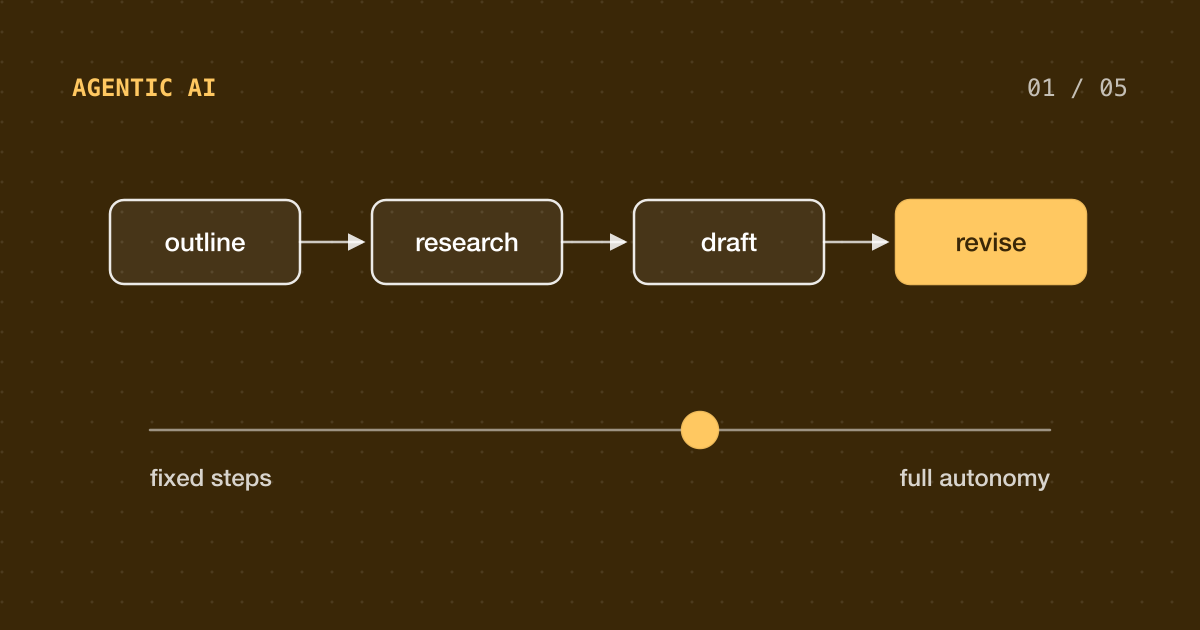 AGENTIC AI
01 / 05
outline
research
draft
revise
fixed steps
full autonomy